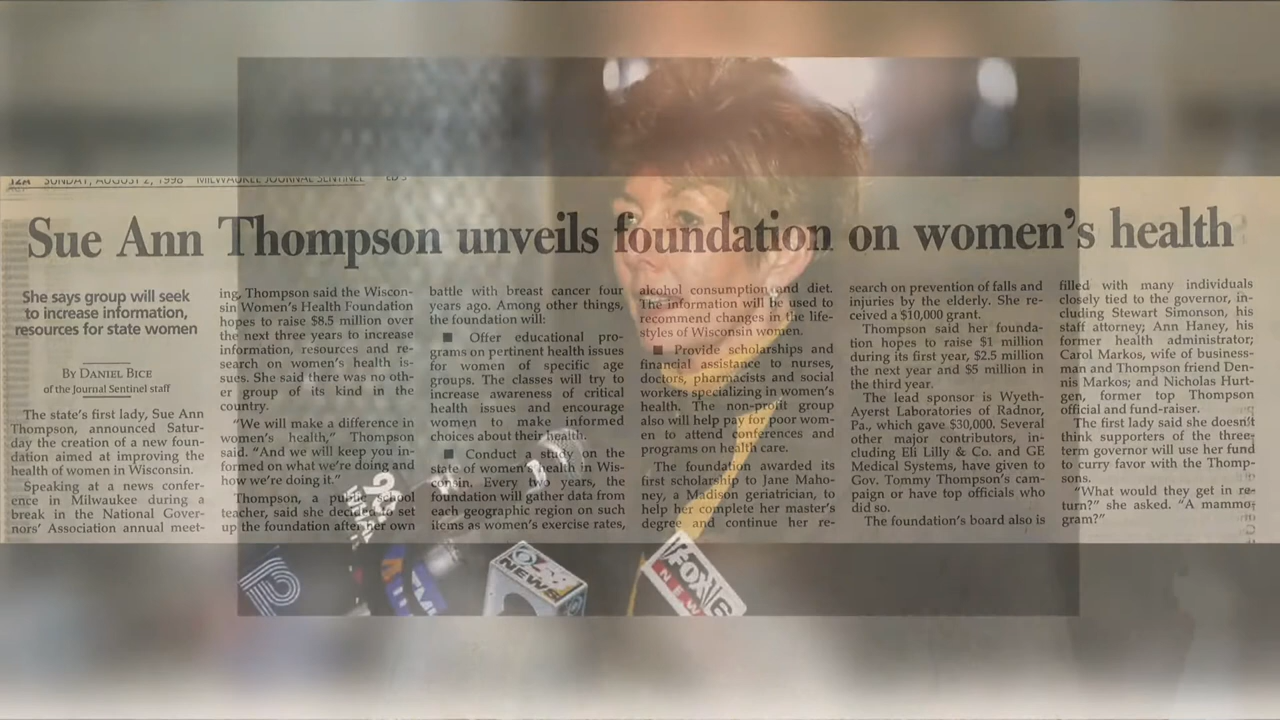 12A SUNDAY, AUGUST 2, 1998 MILWAUKEE JOURNAL SENTINEL
Sue Ann Thompson unveils foundation on women's health
She says group will seek
to increase information,
resources for state women
BY DANIEL BICE
of the Journal Sentinel staff
The state's first lady, Sue Ann
Thompson, announced Satur-
day the creation of a new foun-
dation aimed at improving the
health of women in Wisconsin.
Speaking at a news confer-
ence in Milwaukee during a
break in the National Gover-
nors' Association annual meet-
ing, Thompson said the Wiscon-
sin Women's Health Foundation
hopes to raise $8.5 million over
the next three years to increase
information, resources and re-
search on women's health is-
sues. She said there was no oth-
er group of its kind in the
country.
"We will make a difference in
women's health," Thompson
said. "And we will keep you in-
formed on what we're doing and
how we're doing it."
Thompson, a public school
teacher, said she decided to set
up the foundation after her own
battle with breast cancer four
years ago. Among other things,
the foundation will:
■ Offer educational pro-
grams on pertinent health issues
for women of specific age
groups. The classes will try to
increase awareness of critical
health issues and encourage
women to make informed
choices about their health.
■ Conduct a study on the
state of women's health in Wis-
consin. Every two years, the
foundation will gather data from
each geographic region on such
items as women's exercise rates,
alcohol consumption and diet.
The information will be used to
recommend changes in the life-
styles of Wisconsin women.
■ Provide scholarships and
financial assistance to nurses,
doctors, pharmacists and social
workers specializing in women's
health. The non-profit group
also will help pay for poor wom-
en to attend conferences and
programs on health care.
The foundation awarded its
first scholarship to Jane Maho-
ney, a Madison geriatrician, to
help her complete her master's
degree and continue her re-
search on prevention of falls and
injuries by the elderly. She re-
ceived a $10,000 grant.
Thompson said her founda-
tion hopes to raise $1 million
during its first year, $2.5 million
the next year and $5 million in
the third year.
The lead sponsor is Wyeth-
Ayerst Laboratories of Radnor,
Pa., which gave $30,000. Several
other major contributors, in-
cluding Eli Lilly & Co. and GE
Medical Systems, have given to
Gov. Tommy Thompson's cam-
paign or have top officials who
did so.
The foundation's board also is
filled with many individuals
closely tied to the governor, in-
cluding Stewart Simonson, his
staff attorney; Ann Haney, his
former health administrator;
Carol Markos, wife of business-
man and Thompson friend Den-
nis Markos; and Nicholas Hurt-
gen, former top Thompson
official and fund-raiser.
The first lady said she doesn't
think supporters of the three-
term governor will use her fund
to curry favor with the Thomp-
sons.
"What would they get in re-
turn?" she asked. "A mammo-
gram?"
NEWS
FOX 6
NEWS